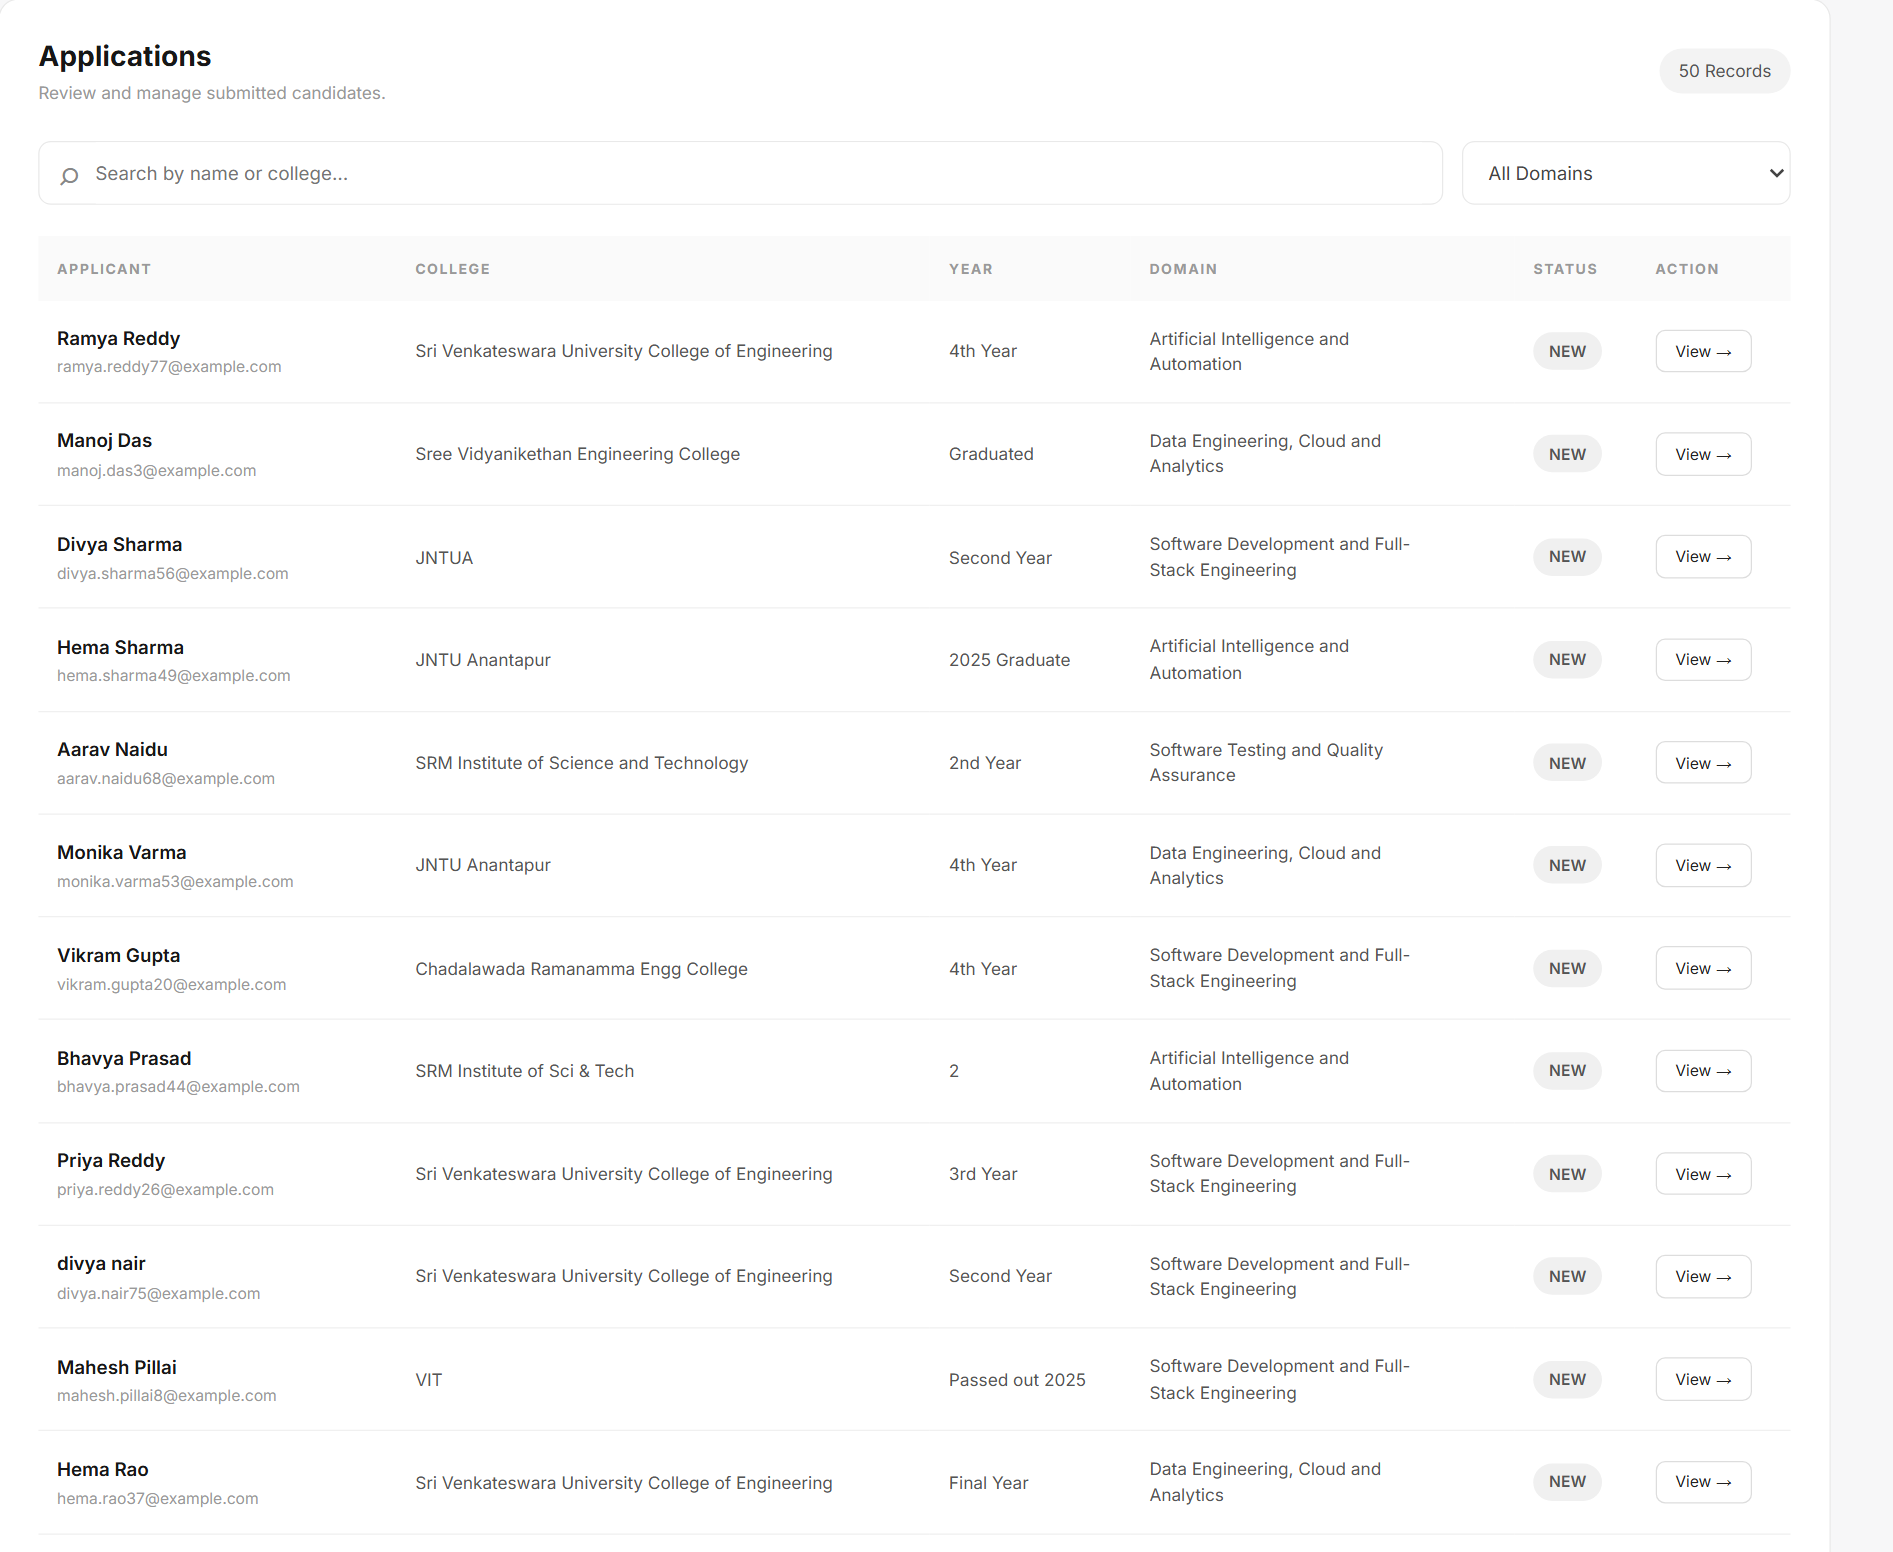 Applications
Review and manage submitted candidates.
50 Records
Search by name or college...
All Domains
APPLICANT COLLEGE YEAR DOMAIN STATUS ACTION
Ramya Reddy
ramya.reddy77@example.com
Sri Venkateswara University College of Engineering
4th Year
Artificial Intelligence and
Automation
NEW
View →
Manoj Das
manoj.das3@example.com
Sree Vidyanikethan Engineering College
Graduated
Data Engineering, Cloud and
Analytics
NEW
View →
Divya Sharma
divya.sharma56@example.com
JNTUA
Second Year
Software Development and Full-
Stack Engineering
NEW
View →
Hema Sharma
hema.sharma49@example.com
JNTU Anantapur
2025 Graduate
Artificial Intelligence and
Automation
NEW
View →
Aarav Naidu
aarav.naidu68@example.com
SRM Institute of Science and Technology
2nd Year
Software Testing and Quality
Assurance
NEW
View →
Monika Varma
monika.varma53@example.com
JNTU Anantapur
4th Year
Data Engineering, Cloud and
Analytics
NEW
View →
Vikram Gupta
vikram.gupta20@example.com
Chadalawada Ramanamma Engg College
4th Year
Software Development and Full-
Stack Engineering
NEW
View →
Bhavya Prasad
bhavya.prasad44@example.com
SRM Institute of Sci & Tech
2
Artificial Intelligence and
Automation
NEW
View →
Priya Reddy
priya.reddy26@example.com
Sri Venkateswara University College of Engineering
3rd Year
Software Development and Full-
Stack Engineering
NEW
View →
divya nair
divya.nair75@example.com
Sri Venkateswara University College of Engineering
Second Year
Software Development and Full-
Stack Engineering
NEW
View →
Mahesh Pillai
mahesh.pillai8@example.com
VIT
Passed out 2025
Software Development and Full-
Stack Engineering
NEW
View →
Hema Rao
hema.rao37@example.com
Sri Venkateswara University College of Engineering
Final Year
Data Engineering, Cloud and
Analytics
NEW
View →